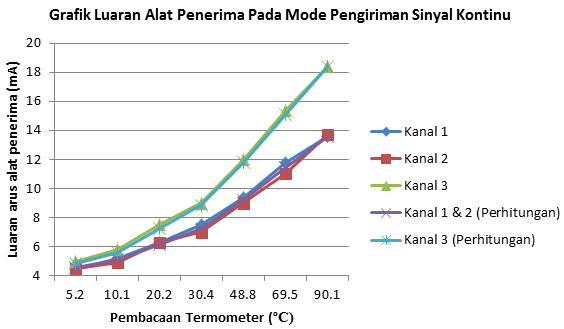 Grafik Luaran Alat Penerima Pada Mode Pengiriman Sinyal Kontinu
Luaran arus alat penerima (mA)
20
18
16
14
12
10
8
6
4
5.2 10.1 20.2 30.4 48.8 69.5 90.1
Pembacaan Termometer (°C)
Kanal 1
Kanal 2
Kanal 3
Kanal 1 & 2 (Perhitungan)
Kanal 3 (Perhitungan)